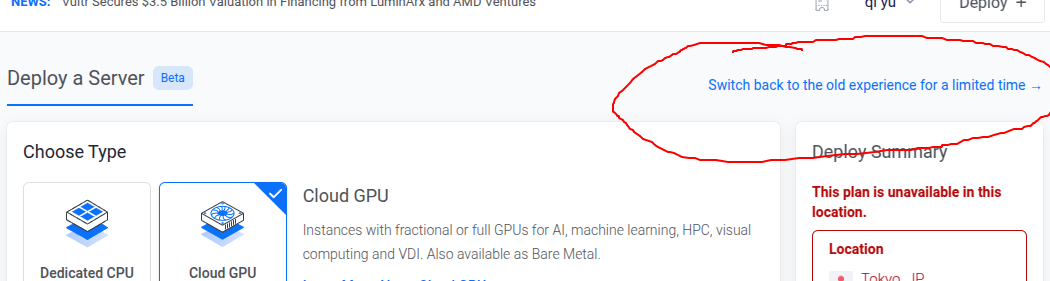 NEWS: Vultr Secures $3.5 Billion Valuation in Financing from LuminArx and AMD Ventures
qi yu
Deploy +
Deploy a Server Beta
Switch back to the old experience for a limited time →
Choose Type
Deploy Summary
Cloud GPU
This plan is unavailable in this
location.
Instances with fractional or full GPUs for AI, machine learning, HPC, visual
computing and VDI. Also available as Bare Metal.
Location
Dedicated CPU
Cloud GPU
Tokyo, JP